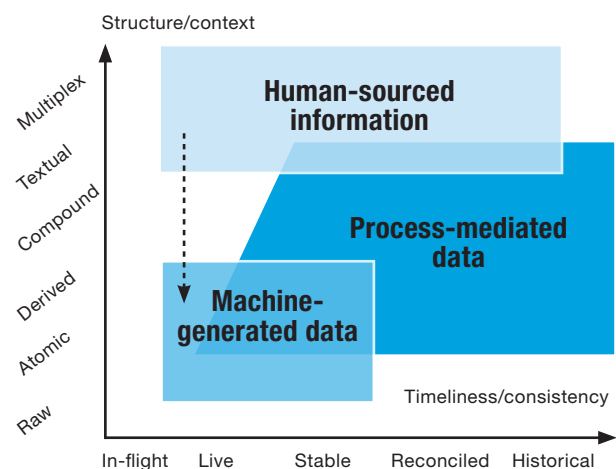 Structure/context
Multiplex
Textual
Compound
Derived
Atomic
Raw
Human-sourced
information
Process-mediated
data
Machine-
generated data
Timeliness/consistency
In-flight
Live
Stable
Reconciled
Historical